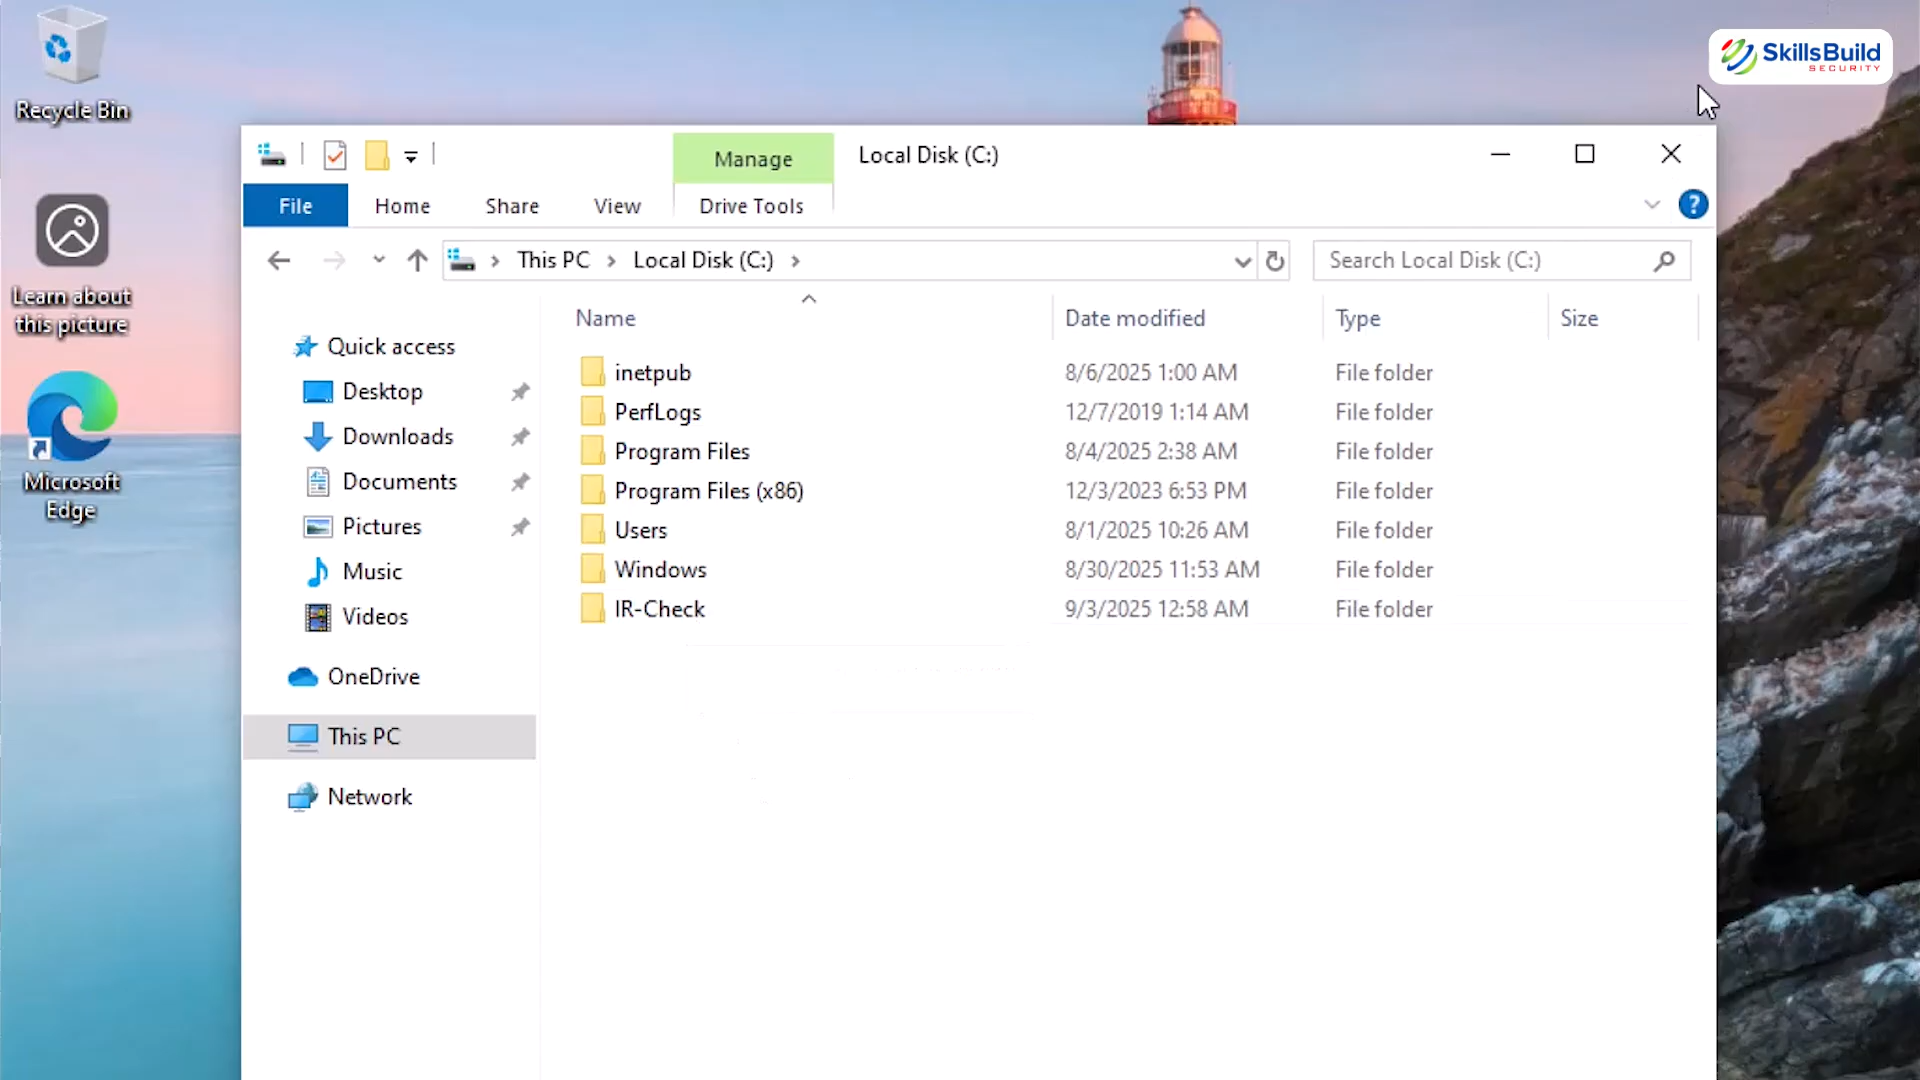 Recycle Bin
Learn about
this picture
Microsoft
Edge
SkillsBuild
SECURITY
Manage
Local Disk (C:)
File
Home
Share
View
Drive Tools
?
This PC
Local Disk (C:)
Search Local Disk (C:)
Name
Date modified
Type
Size
Quick access
Desktop
Downloads
Documents
Pictures
Music
Videos
OneDrive
This PC
Network
inetpub 8/6/2025 1:00 AM File folder
PerfLogs 12/7/2019 1:14 AM File folder
Program Files 8/4/2025 2:38 AM File folder
Program Files (x86) 12/3/2023 6:53 PM File folder
Users 8/1/2025 10:26 AM File folder
Windows 8/30/2025 11:53 AM File folder
IR-Check 9/3/2025 12:58 AM File folder